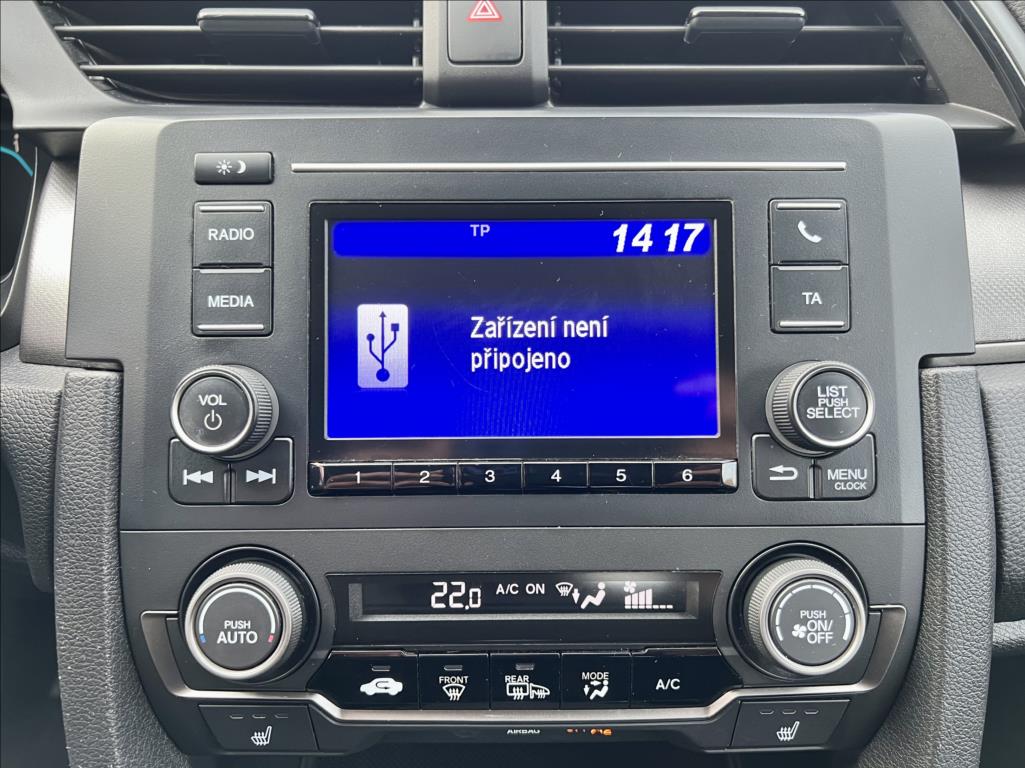 RADIO
MEDIA
TP
14 17
TA
Zařízení není
připojeno
VOL
LIST
PUSH
SELECT
1 2 3 4 5 6
MENU
CLOCK
22.0 A/C ON
PUSH
AUTO
PUSH
ON/
OFF
FRONT
REAR
MODE
A/C
AIRBAG